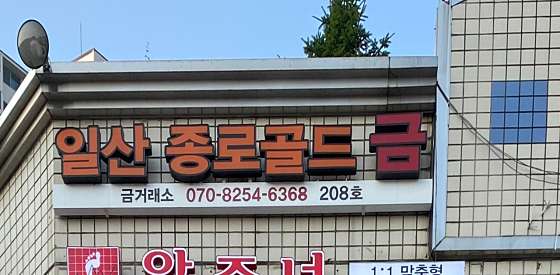 일산 종로골드 금
금거래소 070-8254-6368 208호
1:1 맞춤형